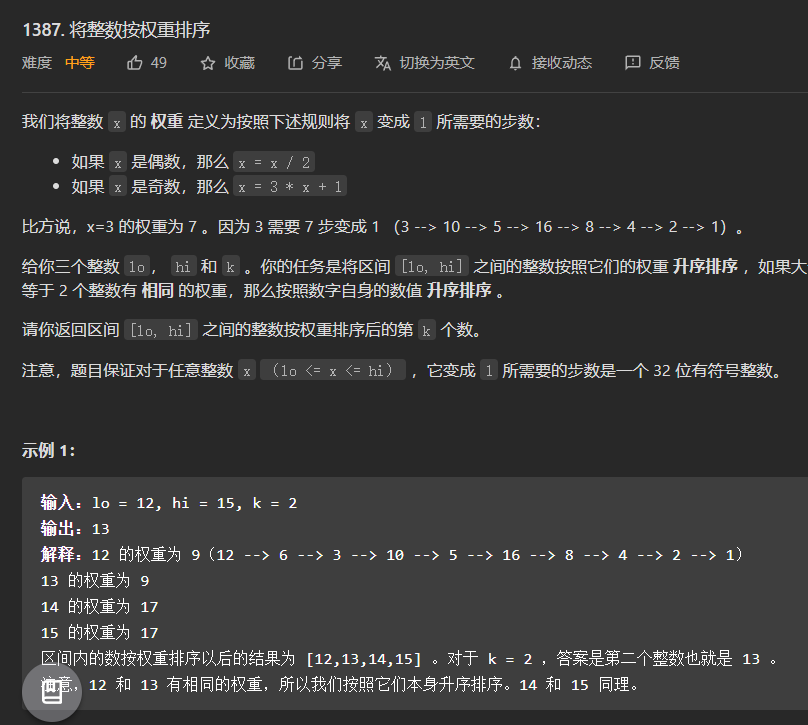 1387. 将整数按权重排序
难度 中等 49 收藏 分享 切换为英文 接收动态 反馈
我们将整数 x 的 权重 定义为按照下述规则将 x 变成 1 所需要的步数:
• 如果 x 是偶数，那么 x = x / 2
• 如果 x 是奇数，那么 x = 3 * x + 1
比方说，x=3 的权重为 7 。因为 3 需要 7 步变成 1 （3 --> 10 --> 5 --> 16 --> 8 --> 4 --> 2 --> 1）。
给你三个整数 lo， hi 和 k 。你的任务是将区间 [lo, hi] 之间的整数按照它们的权重 升序排序 ，如果大
等于 2 个整数有 相同 的权重，那么按照数字自身的数值 升序排序 。
请你返回区间 [lo, hi] 之间的整数按权重排序后的第 k 个数。
注意，题目保证对于任意整数 x （lo <= x <= hi） ，它变成 1 所需要的步数是一个 32 位有符号整数。
示例 1：
输入：lo = 12, hi = 15, k = 2
输出：13
解释：12 的权重为 9（12 --> 6 --> 3 --> 10 --> 5 --> 16 --> 8 --> 4 --> 2 --> 1）
13 的权重为 9
14 的权重为 17
15 的权重为 17
区间内的数按权重排序以后的结果为 [12,13,14,15] 。对于 k = 2 ，答案是第二个整数也就是 13 。
注意，12 和 13 有相同的权重，所以我们按照它们本身升序排序。14 和 15 同理。